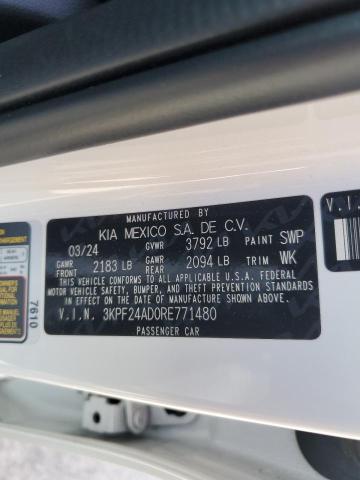 MANUFACTURED BY
KIA MEXICO S.A. DE C.V.
03/24 GVWR 3792 LB PAINT SWP
GAWR FRONT 2183 LB GAWR REAR 2094 LB TRIM WK
THIS VEHICLE CONFORMS TO ALL APPLICABLE U.S.A. FEDERAL
MOTOR VEHICLE SAFETY, BUMPER, AND THEFT PREVENTION STANDARDS
IN EFFECT ON THE DATE OF MANUFACTURE SHOWN ABOVE.
V.I.N. 3KPF24AD0RE771480
PASSENGER CAR
7610
V.I.